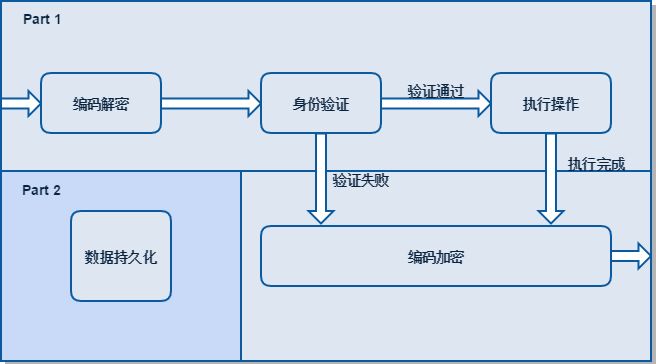 Part 1
编码解密
身份验证
验证通过
执行操作
执行完成
验证失败
Part 2
数据持久化
编码加密